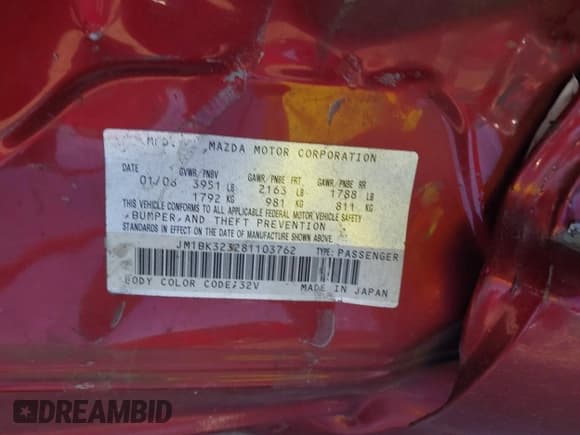 MFD. MAZDA MOTOR CORPORATION
DATE GVWR/PNBV GAWR/PNBE FRT GAWR/PNBE RR
3951 LB 2163 LB 1788 LB
1792 KG 981 KG 811 KG
THIS VEHICLE CONFORMS TO ALL APPLICABLE FEDERAL MOTOR VEHICLE SAFETY,
BUMPER, AND THEFT PREVENTION
STANDARDS IN EFFECT ON THE DATE OF MANUFACTURE SHOWN ABOVE.
JM1BK323281103762 TYPE: PASSENGER
BODY COLOR CODE: 32V MADE IN JAPAN
DREAMBID